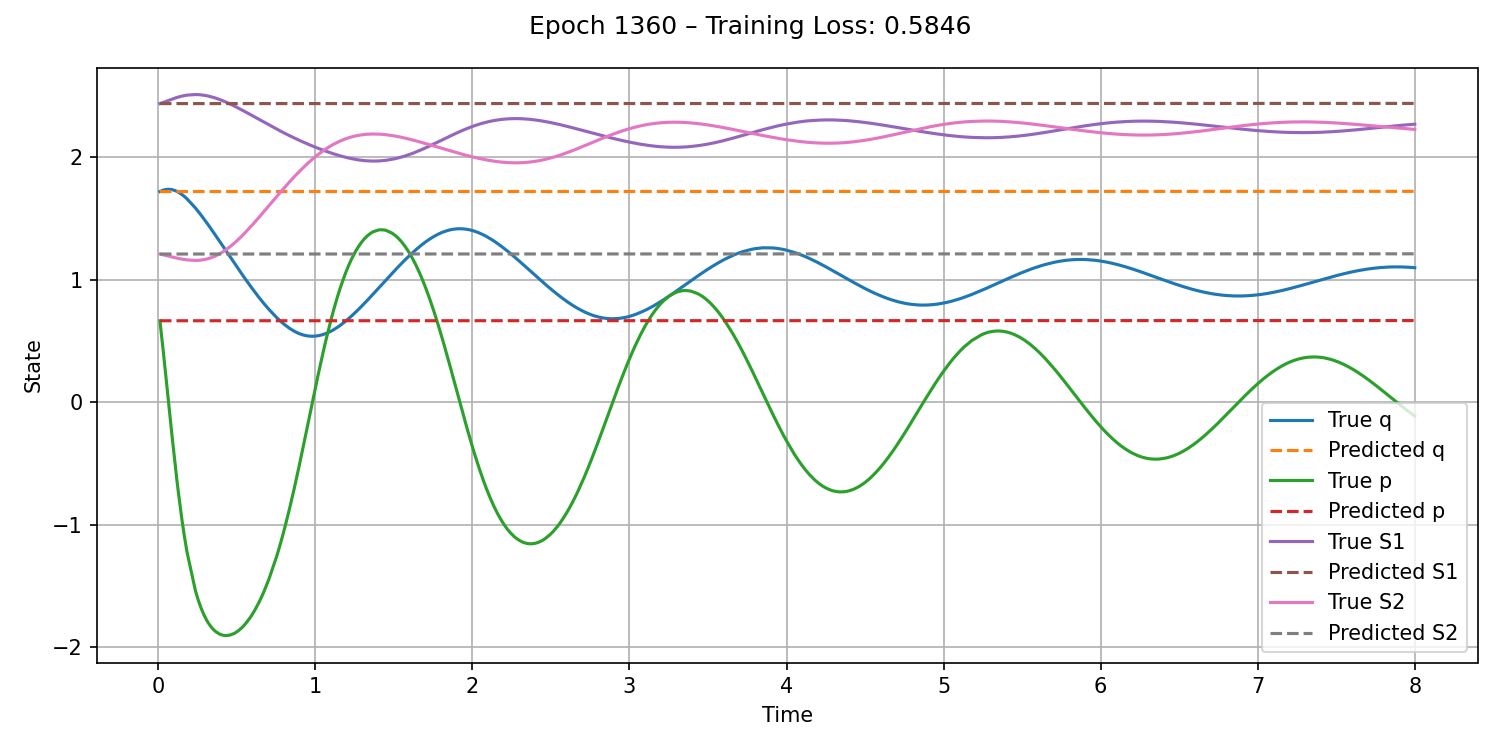 Epoch 1360 – Training Loss: 0.5846
State
2
1
0
−1
−2
0 1 2 3 4 5 6 7 8
Time
True q
Predicted q
True p
Predicted p
True S1
Predicted S1
True S2
Predicted S2